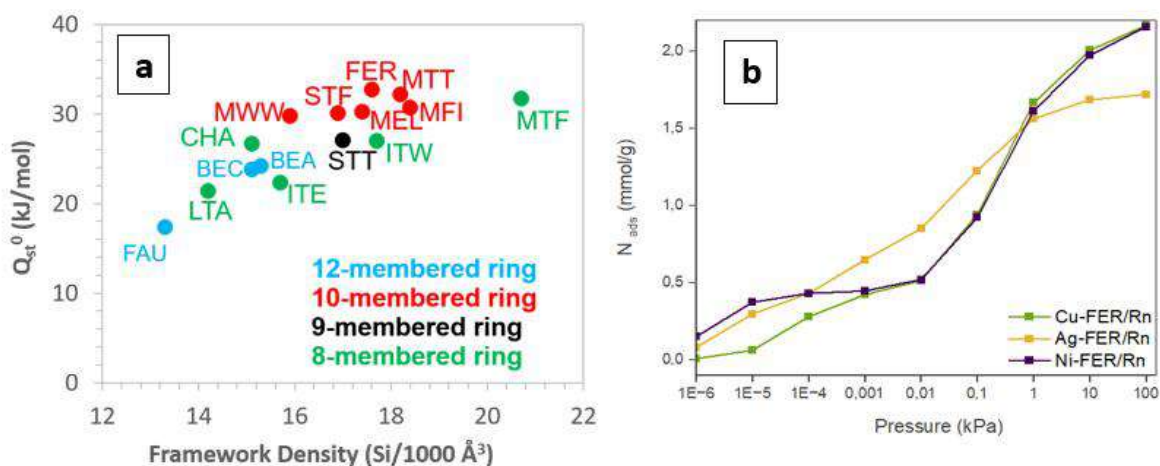 a
40
30
20
10
0
Qst⁰ (kJ/mol)
FER
MTT
STF
MWW
MEL
MFI
MTF
CHA
STT
ITW
BEC
BEA
LTA
ITE
FAU
12-membered ring
10-membered ring
9-membered ring
8-membered ring
12 14 16 18 20 22
Framework Density (Si/1000 Å³)
b
2.0
1.5
1.0
0.5
0.0
N ads (mmol/g)
Cu-FER/Rn
Ag-FER/Rn
Ni-FER/Rn
1E−6 1E−5 1E−4 0,001 0,01 0,1 1 10 100
Pressure (kPa)